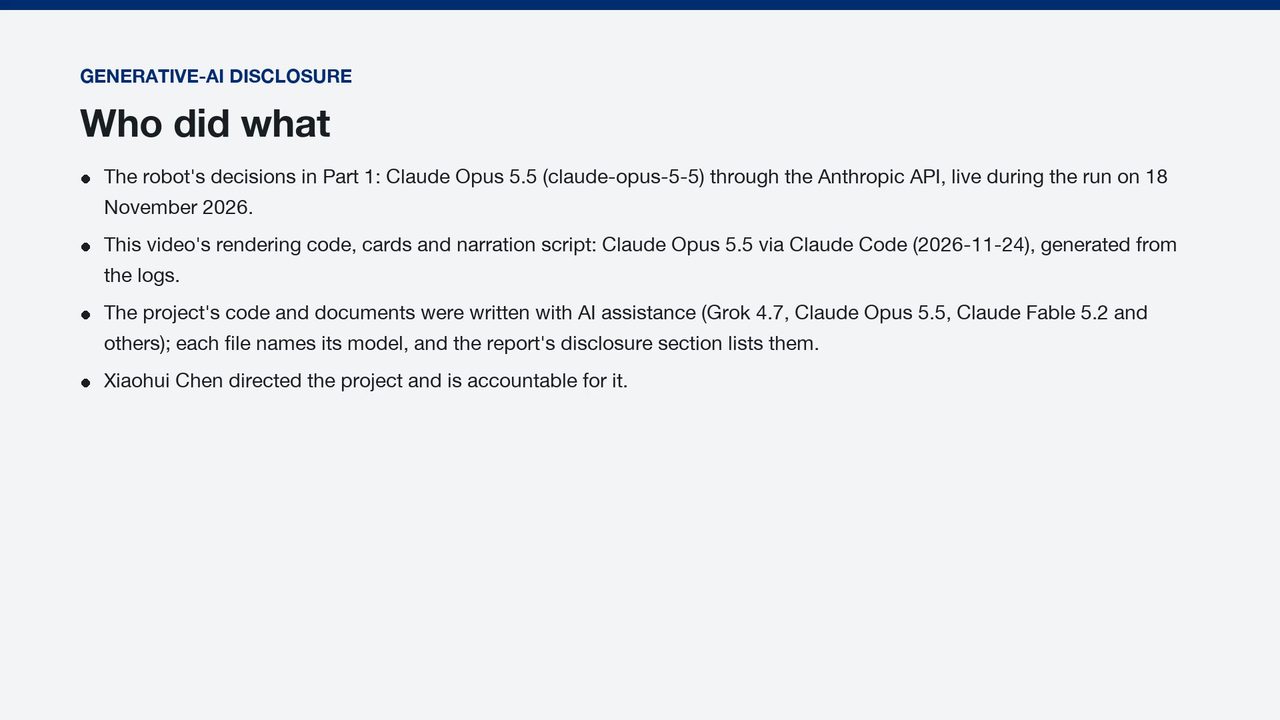 GENERATIVE-AI DISCLOSURE
Who did what
● The robot's decisions in Part 1: Claude Opus 5.5 (claude-opus-5-5) through the Anthropic API, live during the run on 18
November 2026.
● This video's rendering code, cards and narration script: Claude Opus 5.5 via Claude Code (2026-11-24), generated from
the logs.
● The project's code and documents were written with AI assistance (Grok 4.7, Claude Opus 5.5, Claude Fable 5.2 and
others); each file names its model, and the report's disclosure section lists them.
● Xiaohui Chen directed the project and is accountable for it.